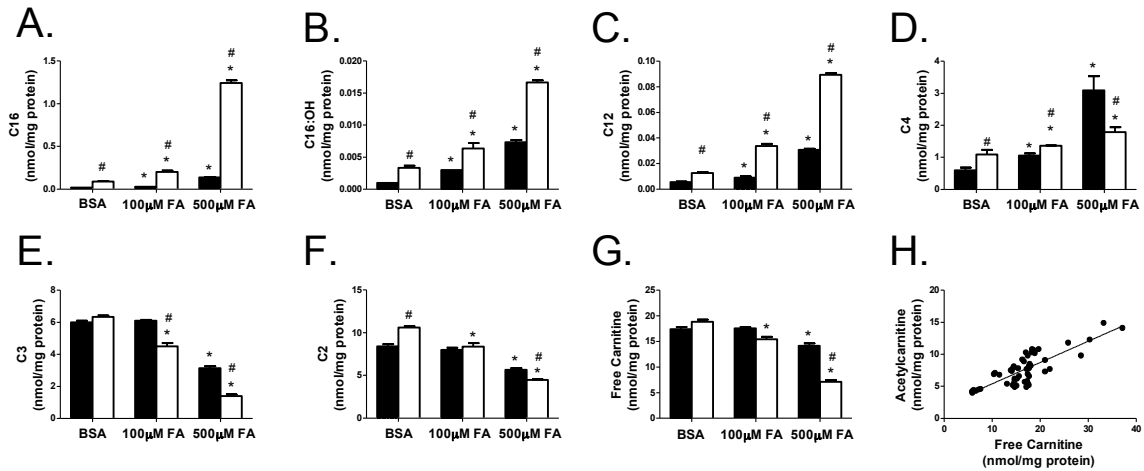 A.
C16
(nmol/mg protein)
1.5
1.0
0.5
0.0
#
#
*
*
#
*
BSA
100µM FA
500µM FA
B.
C16:OH
(nmol/mg protein)
0.020
0.015
0.010
0.005
0.000
#
*
#
*
*
#
*
BSA
100µM FA
500µM FA
C.
C12
(nmol/mg protein)
0.10
0.08
0.06
0.04
0.02
0.00
#
*
#
*
*
#
*
BSA
100µM FA
500µM FA
D.
C4
(nmol/mg protein)
4
3
2
1
0
#
*
#
*
*
#
*
BSA
100µM FA
500µM FA
E.
C3
(nmol/mg protein)
8
6
4
2
0
#
*
*
#
*
BSA
100µM FA
500µM FA
F.
C2
(nmol/mg protein)
15
10
5
0
#
*
*
#
*
BSA
100µM FA
500µM FA
G.
Free Carnitine
(nmol/mg protein)
25
20
15
10
5
0
*
*
#
*
BSA
100µM FA
500µM FA
H.
Acetylcarnitine
(nmol/mg protein)
20
15
10
5
0
0
10
20
30
40
Free Carnitine
(nmol/mg protein)